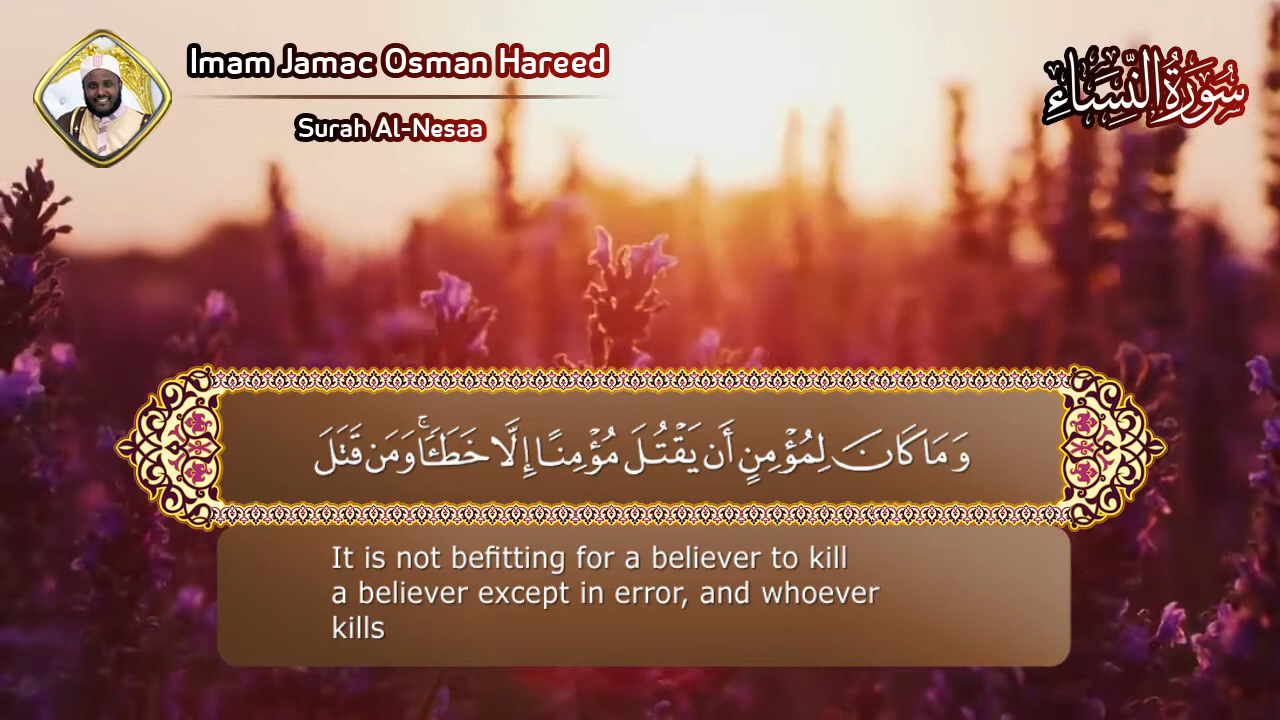 Imam Jamac Osman Hareed
سُورَةُ النِّسَاءِ
Surah Al-Nesaa
وَمَا كَانَ لِمُؤْمِنٍ أَن يَقْتُلَ مُؤْمِنًا إِلَّا خَطَـًٔا ۚ وَمَن قَتَلَ
It is not befitting for a believer to kill
a believer except in error, and whoever
kills